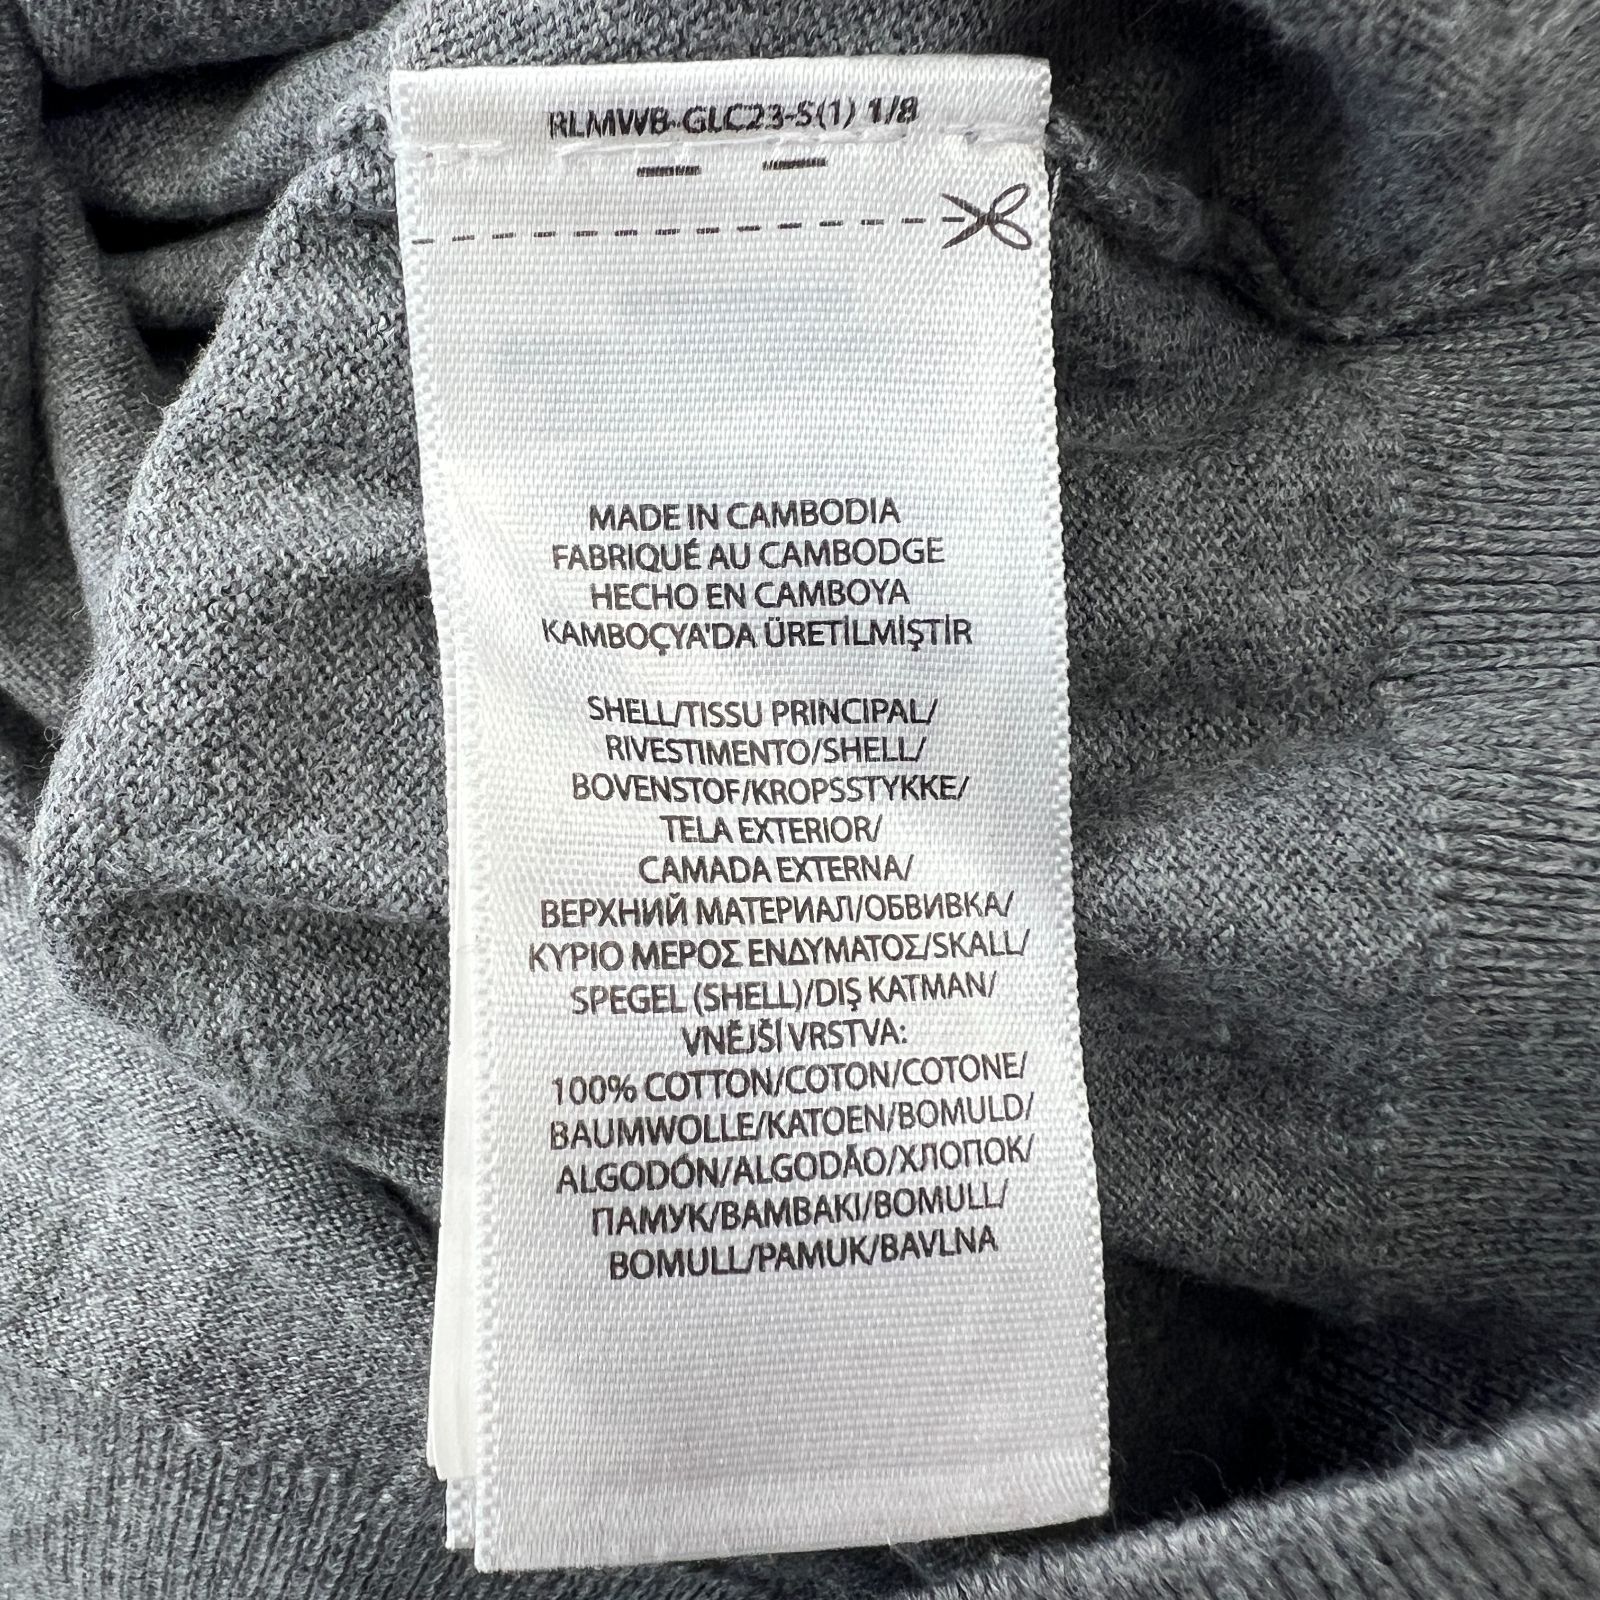 RLMWB-GLC23-S(1) 1/8
MADE IN CAMBODIA
FABRIQUÉ AU CAMBODGE
HECHO EN CAMBOYA
KAMBOÇYA'DA ÜRETİLMİŞTİR
SHELL/TISSU PRINCIPAL/
RIVESTIMENTO/SHELL/
BOVENSTOF/KROPSSTYKKE/
TELA EXTERIOR/
CAMADA EXTERNA/
ВЕРХНИЙ МАТЕРИАЛ/ОБВИВКА/
ΚΥΡΙΟ ΜΕΡΟΣ ΕΝΔΥΜΑΤΟΣ/SKALL/
SPEGEL (SHELL)/DIŞ KATMAN/
VNĚJŠÍ VRSTVA:
100% COTTON/COTON/COTONE/
BAUMWOLLE/KATOEN/BOMULD/
ALGODÓN/ALGODÃO/ХЛОПОК/
ПАМУК/ΒΑΜΒΑΚΙ/BOMULL/
BOMULL/PAMUK/BAVLNA